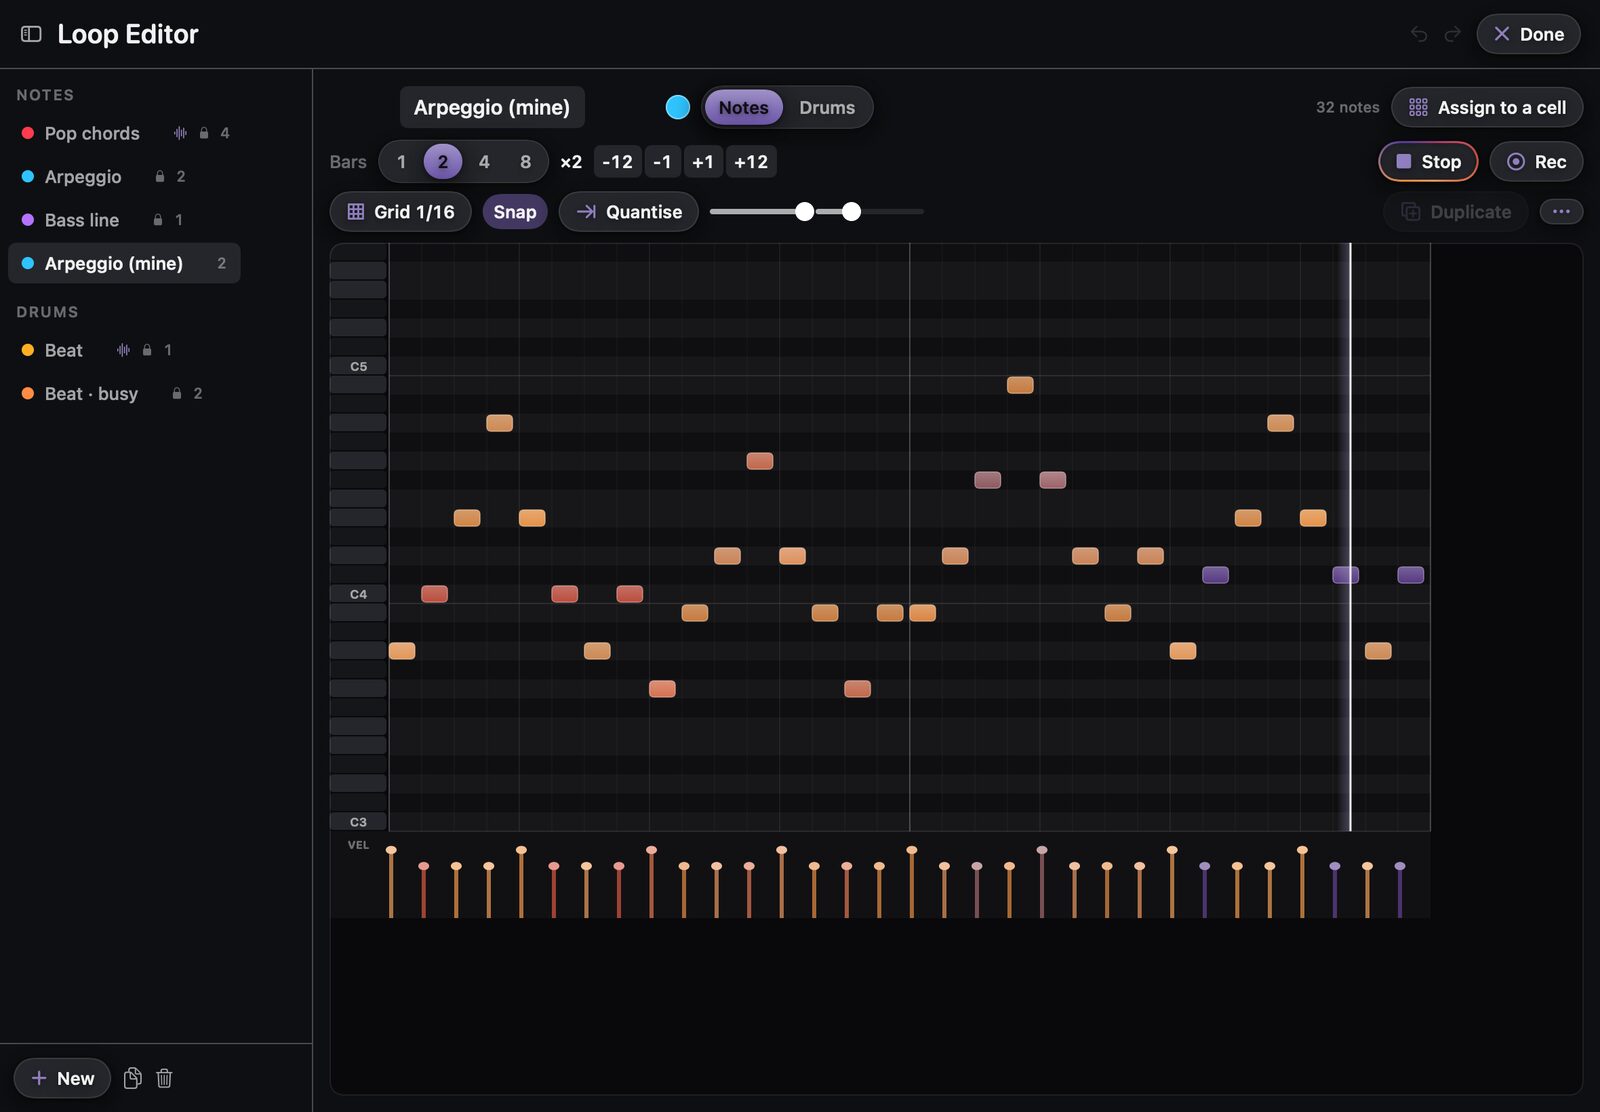 Loop Editor
Done
NOTES
Pop chords 4
Arpeggio 2
Bass line 1
Arpeggio (mine) 2
DRUMS
Beat 1
Beat · busy 2
New
Arpeggio (mine)
Notes Drums
32 notes
Assign to a cell
Bars 1 2 4 8 ×2 -12 -1 +1 +12
Stop Rec
Grid 1/16 Snap Quantise
Duplicate ···
C5
C4
C3
VEL